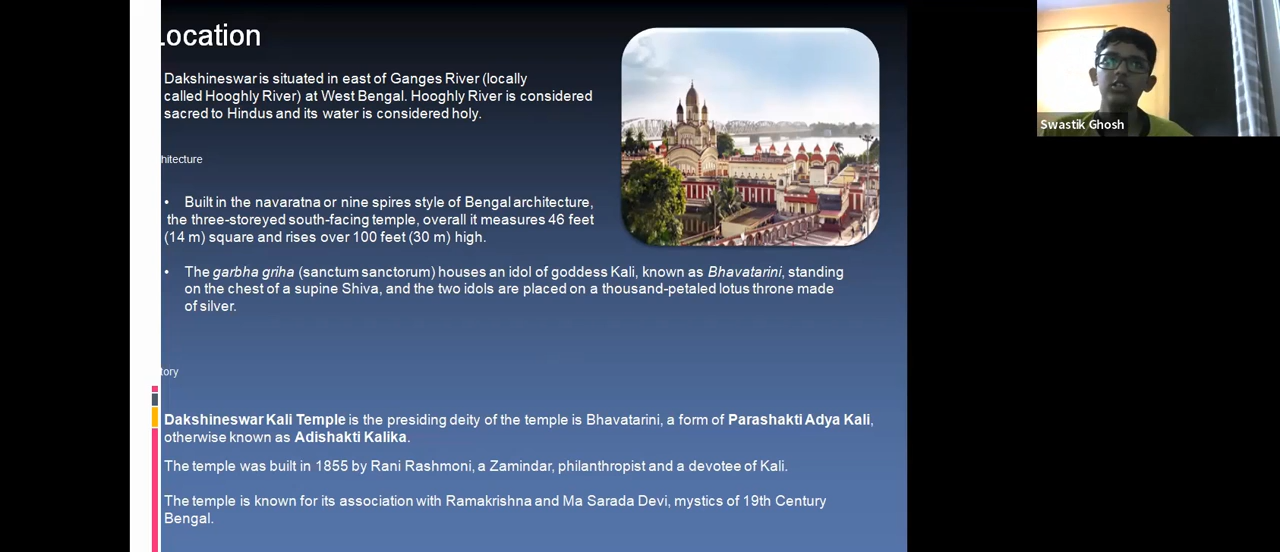 Location
Dakshineswar is situated in east of Ganges River (locally
called Hooghly River) at West Bengal. Hooghly River is considered
sacred to Hindus and its water is considered holy.
hitecture
• Built in the navaratna or nine spires style of Bengal architecture,
the three-storeyed south-facing temple, overall it measures 46 feet
(14 m) square and rises over 100 feet (30 m) high.
• The garbha griha (sanctum sanctorum) houses an idol of goddess Kali, known as Bhavatarini, standing
on the chest of a supine Shiva, and the two idols are placed on a thousand-petaled lotus throne made
of silver.
tory
Dakshineswar Kali Temple is the presiding deity of the temple is Bhavatarini, a form of Parashakti Adya Kali,
otherwise known as Adishakti Kalika.
The temple was built in 1855 by Rani Rashmoni, a Zamindar, philanthropist and a devotee of Kali.
The temple is known for its association with Ramakrishna and Ma Sarada Devi, mystics of 19th Century
Bengal.
Swastik Ghosh